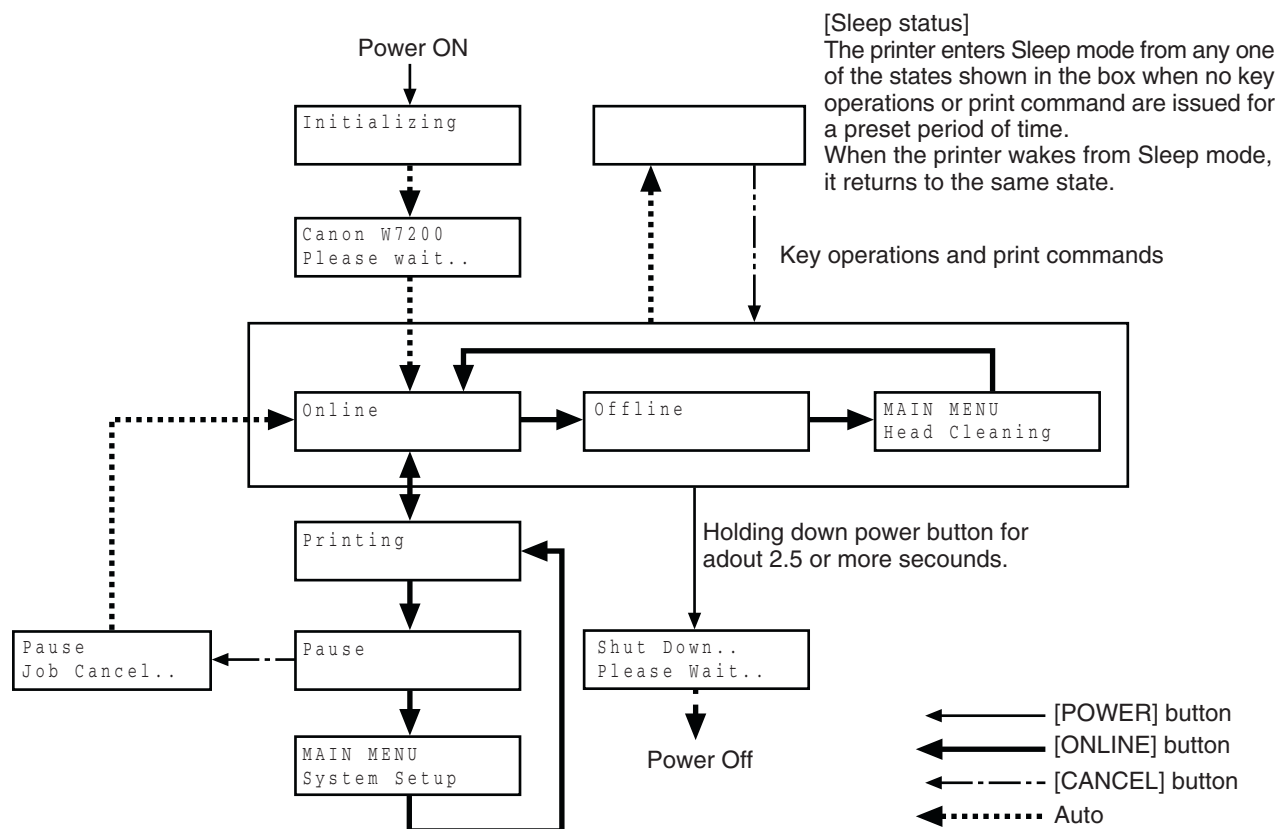 [Sleep status]
The printer enters Sleep mode from any one
of the states shown in the box when no key
operations or print command are issued for
a preset period of time.
When the printer wakes from Sleep mode,
it returns to the same state.
Power ON
Initializing
Canon W7200
Please wait..
Key operations and print commands
Online
Offline
MAIN MENU
Head Cleaning
Printing
Holding down power button for
adout 2.5 or more secounds.
Pause
Job Cancel..
Pause
Shut Down..
Please Wait..
MAIN MENU
System Setup
Power Off
[POWER] button
[ONLINE] button
[CANCEL] button
Auto